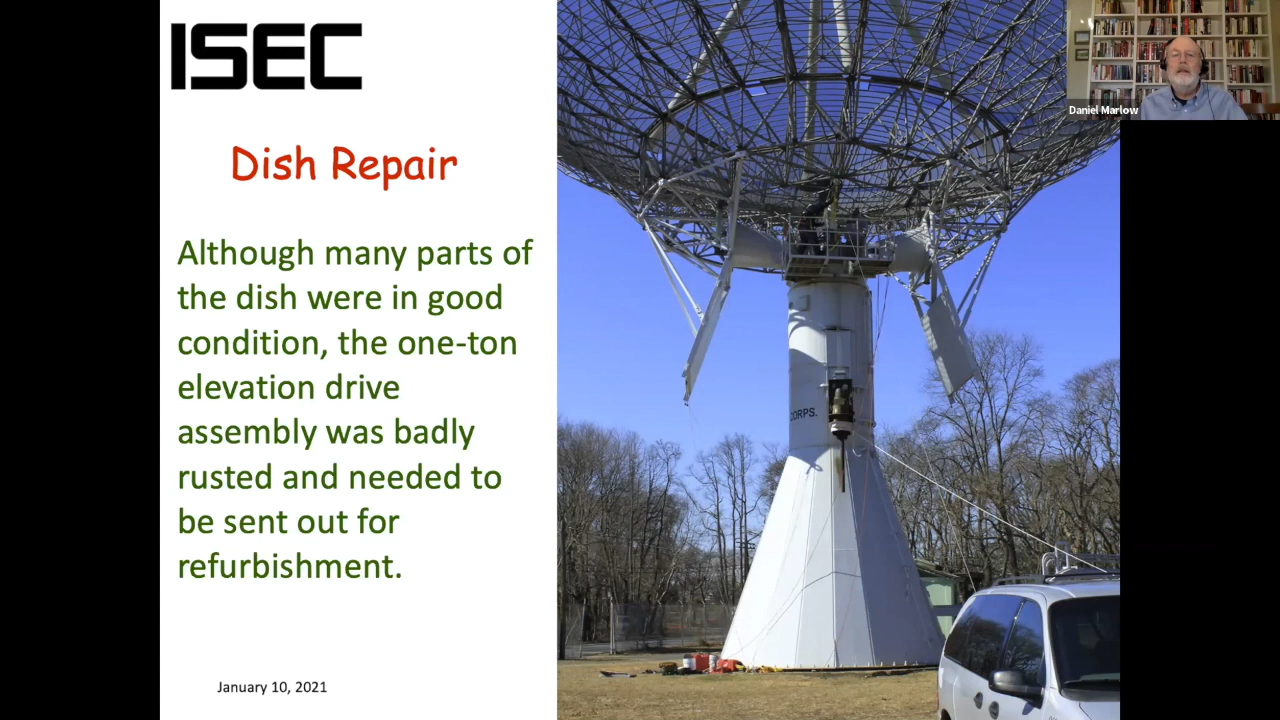 ISEC
Daniel Marlow
Dish Repair
Although many parts of
the dish were in good
condition, the one-ton
elevation drive
assembly was badly
rusted and needed to
be sent out for
refurbishment.
CORPS.
January 10, 2021